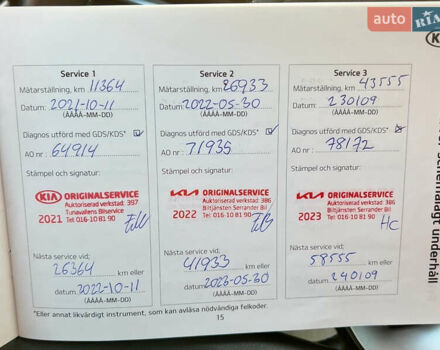 auto RIA
KIA
Service 1
Mätarställning, km 11364
Datum: 2021-10-11
(ÅÅÅÅ-MM-DD)
Diagnos utförd med GDS/KDS*
AO nr : 64914
Stämpel och signatur:
KIA ORIGINALSERVICE
Auktoriserad verkstad: 397
2021 Tunavallens Bilservice
Tel: 016-10 81 90
Nästa service vid:
26364 km eller
datum 2022-10-11
(ÅÅÅÅ-MM-DD)
Service 2
Mätarställning, km 26933
Datum: 2022-05-30
(ÅÅÅÅ-MM-DD)
Diagnos utförd med GDS/KDS*
AO nr : 71935
Stämpel och signatur:
KIA ORIGINALSERVICE
Auktoriserad verkstad: 386
2022 Biltjänsten Serrander Bil
Tel: 016-10 81 90
Nästa service vid:
41933 km eller
datum 2023-05-30
(ÅÅÅÅ-MM-DD)
Service 3
Mätarställning, km 43555
Datum: 230109
(ÅÅÅÅ-MM-DD)
Diagnos utförd med GDS/KDS*
AO nr : 78172
Stämpel och signatur:
KIA ORIGINALSERVICE
Auktoriserad verkstad: 386
2023 Biltjänsten Serrander Bil
Tel: 016-10 81 90
HC
Nästa service vid:
58555 km eller
datum 240109
(ÅÅÅÅ-MM-DD)
*Eller annat likvärdigt instrument, som kan avläsa nödvändiga felkoder.
15
underhåll